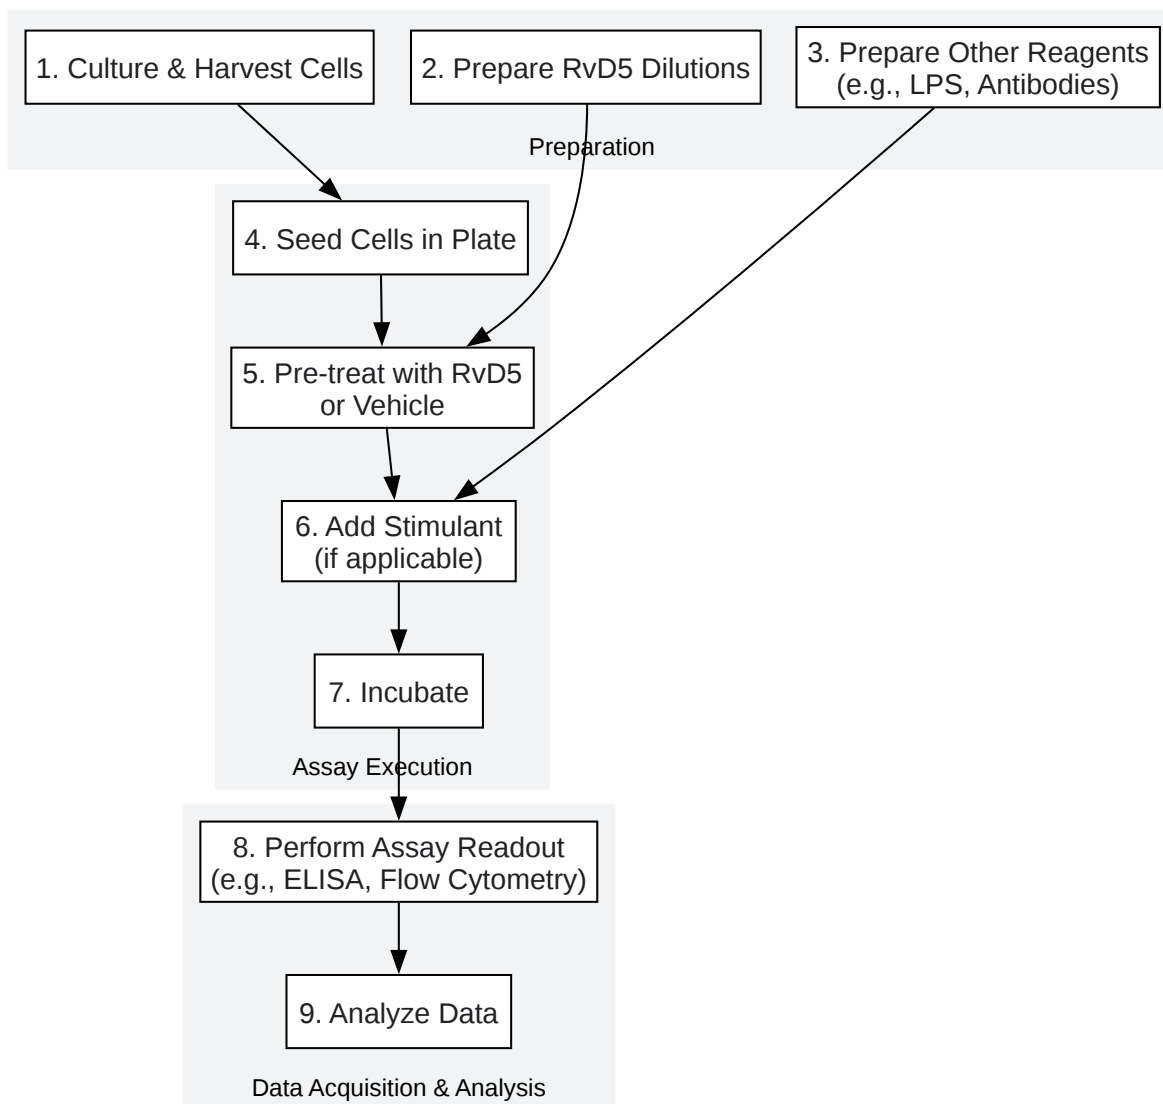 1. Culture & Harvest Cells
2. Prepare RvD5 Dilutions
3. Prepare Other Reagents
(e.g., LPS, Antibodies)
Preparation
4. Seed Cells in Plate
5. Pre-treat with RvD5
or Vehicle
6. Add Stimulant
(if applicable)
7. Incubate
Assay Execution
8. Perform Assay Readout
(e.g., ELISA, Flow Cytometry)
9. Analyze Data
Data Acquisition & Analysis